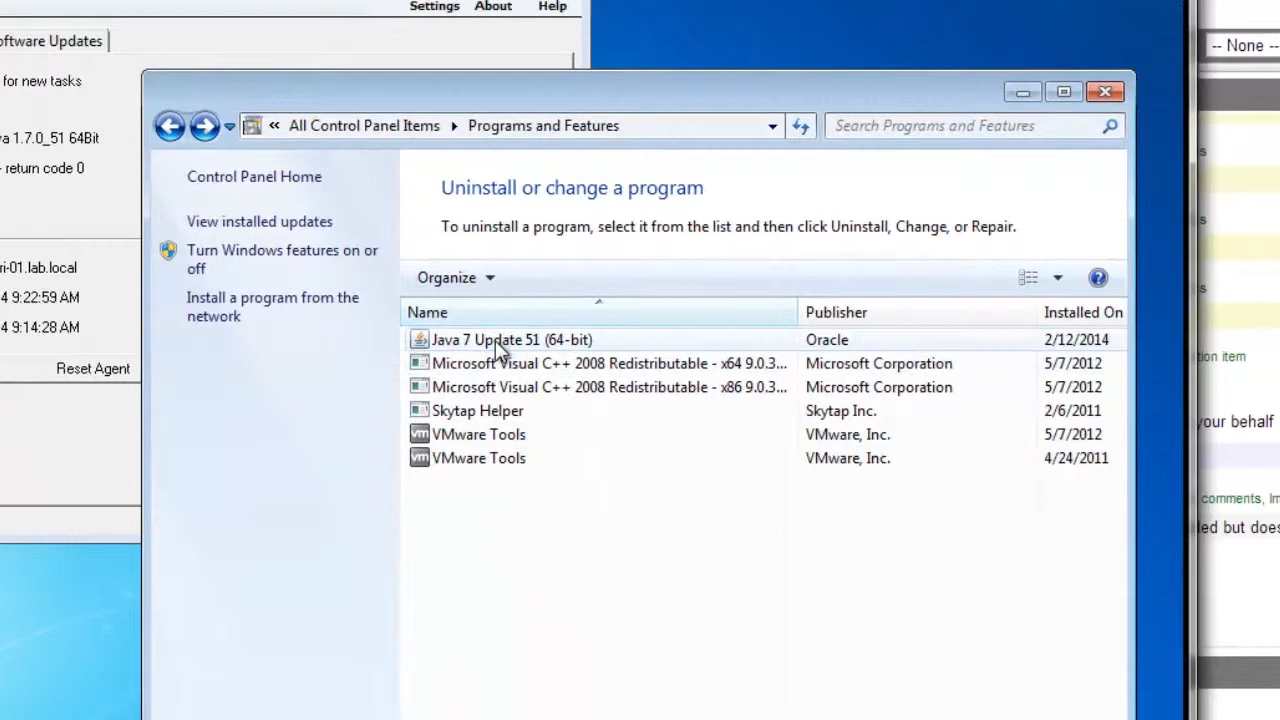 Settings About Help
oftware Updates
for new tasks
va 1.7.0_51 64Bit
- return code 0
ri-01.lab.local
4 9:22:59 AM
4 9:14:28 AM
Reset Agent
All Control Panel Items Programs and Features
Search Programs and Features
Control Panel Home
View installed updates
Turn Windows features on or
off
Install a program from the
network
Uninstall or change a program
To uninstall a program, select it from the list and then click Uninstall, Change, or Repair.
Organize
Name Publisher Installed On
Java 7 Update 51 (64-bit) Oracle 2/12/2014
Microsoft Visual C++ 2008 Redistributable - x64 9.0.3... Microsoft Corporation 5/7/2012
Microsoft Visual C++ 2008 Redistributable - x86 9.0.3... Microsoft Corporation 5/7/2012
Skytap Helper Skytap Inc. 2/6/2011
vm VMware Tools VMware, Inc. 5/7/2012
vm VMware Tools VMware, Inc. 4/24/2011
-- None --
s
s
s
tion item
your behalf
comments, Im
led but does